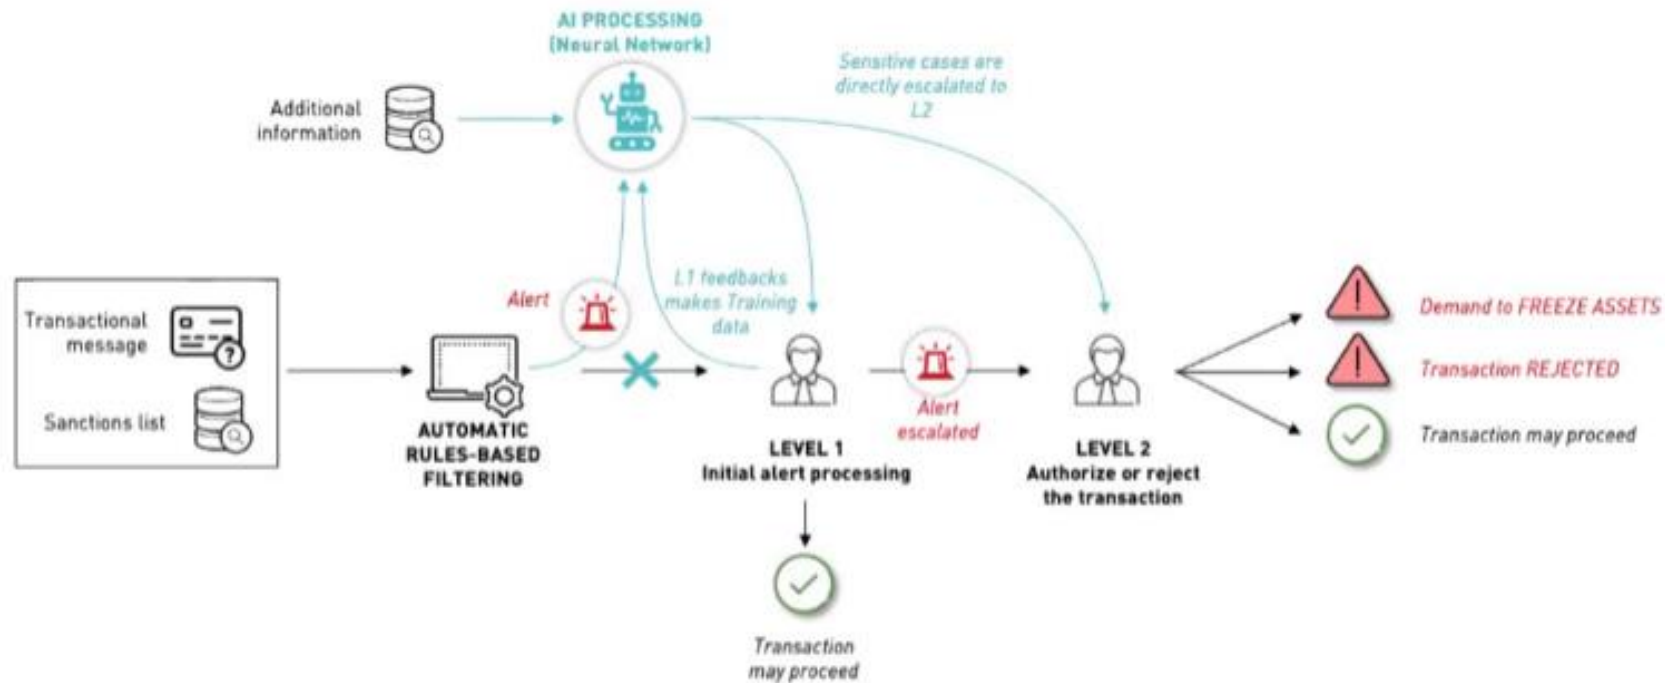 AI PROCESSING
(Neural Network)
Sensitive cases are
directly escalated to
L2
Additional
information
Alert
L1 feedbacks
makes Training
data
Transactional
message
Sanctions list
AUTOMATIC
RULES-BASED
FILTERING
LEVEL 1
Initial alert processing
Alert
escalated
LEVEL 2
Authorize or reject
the transaction
Demand to FREEZE ASSETS
Transaction REJECTED
Transaction may proceed
Transaction
may proceed